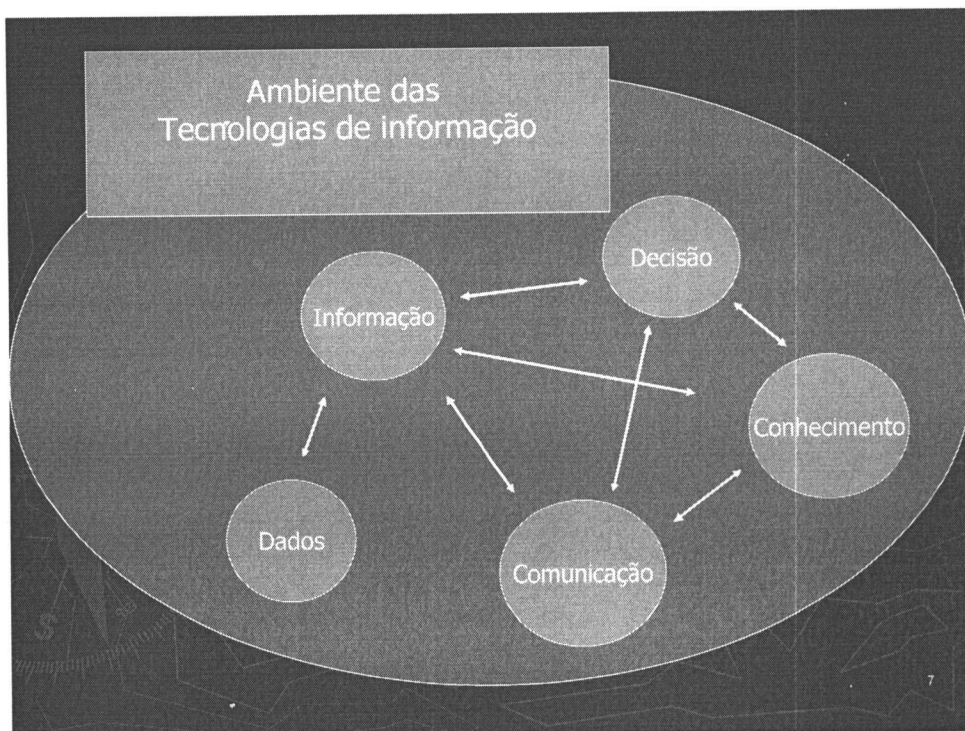 Ambiente das
Tecnologias de informação
Decisão
Informação
Conhecimento
Dados
Comunicação
S
7